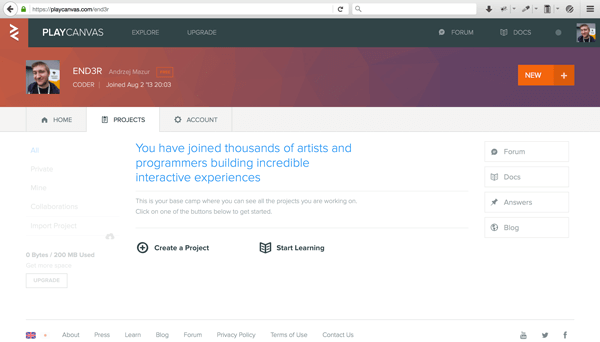 https://playcanvas.com/end3r
PLAYCANVAS
EXPLORE
UPGRADE
FORUM
DOCS
END3R Andrzej Mazur
CODER | Joined Aug 2 '13 20:03
NEW +
HOME
PROJECTS
ACCOUNT
All
Private
Mine
Collaborations
Import Project
0 Bytes / 200 MB Used
Get more space
UPGRADE
You have joined thousands of artists and
programmers building incredible
interactive experiences
This is your base camp where you can see all the projects you are working on.
Click on one of the buttons below to get started.
Create a Project
Start Learning
Forum
Docs
Answers
Blog
About
Press
Learn
Blog
Forum
Privacy Policy
Terms of Use
Contact Us